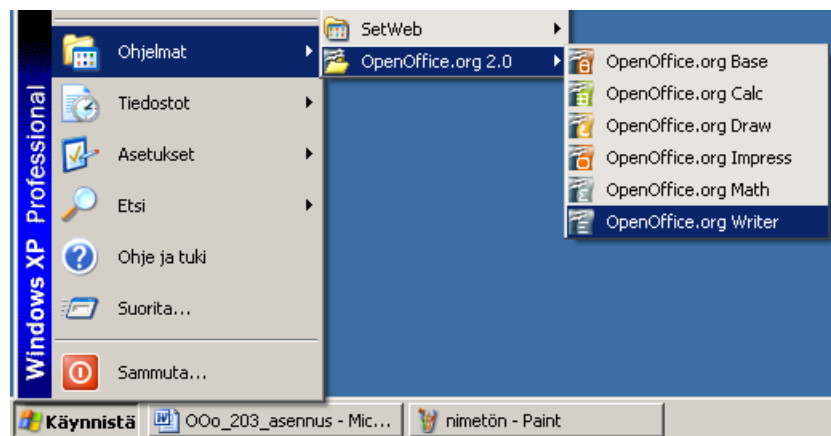 Windows XP Professional
Ohjelmat
Tiedostot
Asetukset
Etsi
Ohje ja tuki
Suorita...
Sammuta...
SetWeb
OpenOffice.org 2.0
OpenOffice.org Base
OpenOffice.org Calc
OpenOffice.org Draw
OpenOffice.org Impress
OpenOffice.org Math
OpenOffice.org Writer
Käynnistä
OOo_203_asennus - Mic...
nimetön - Paint